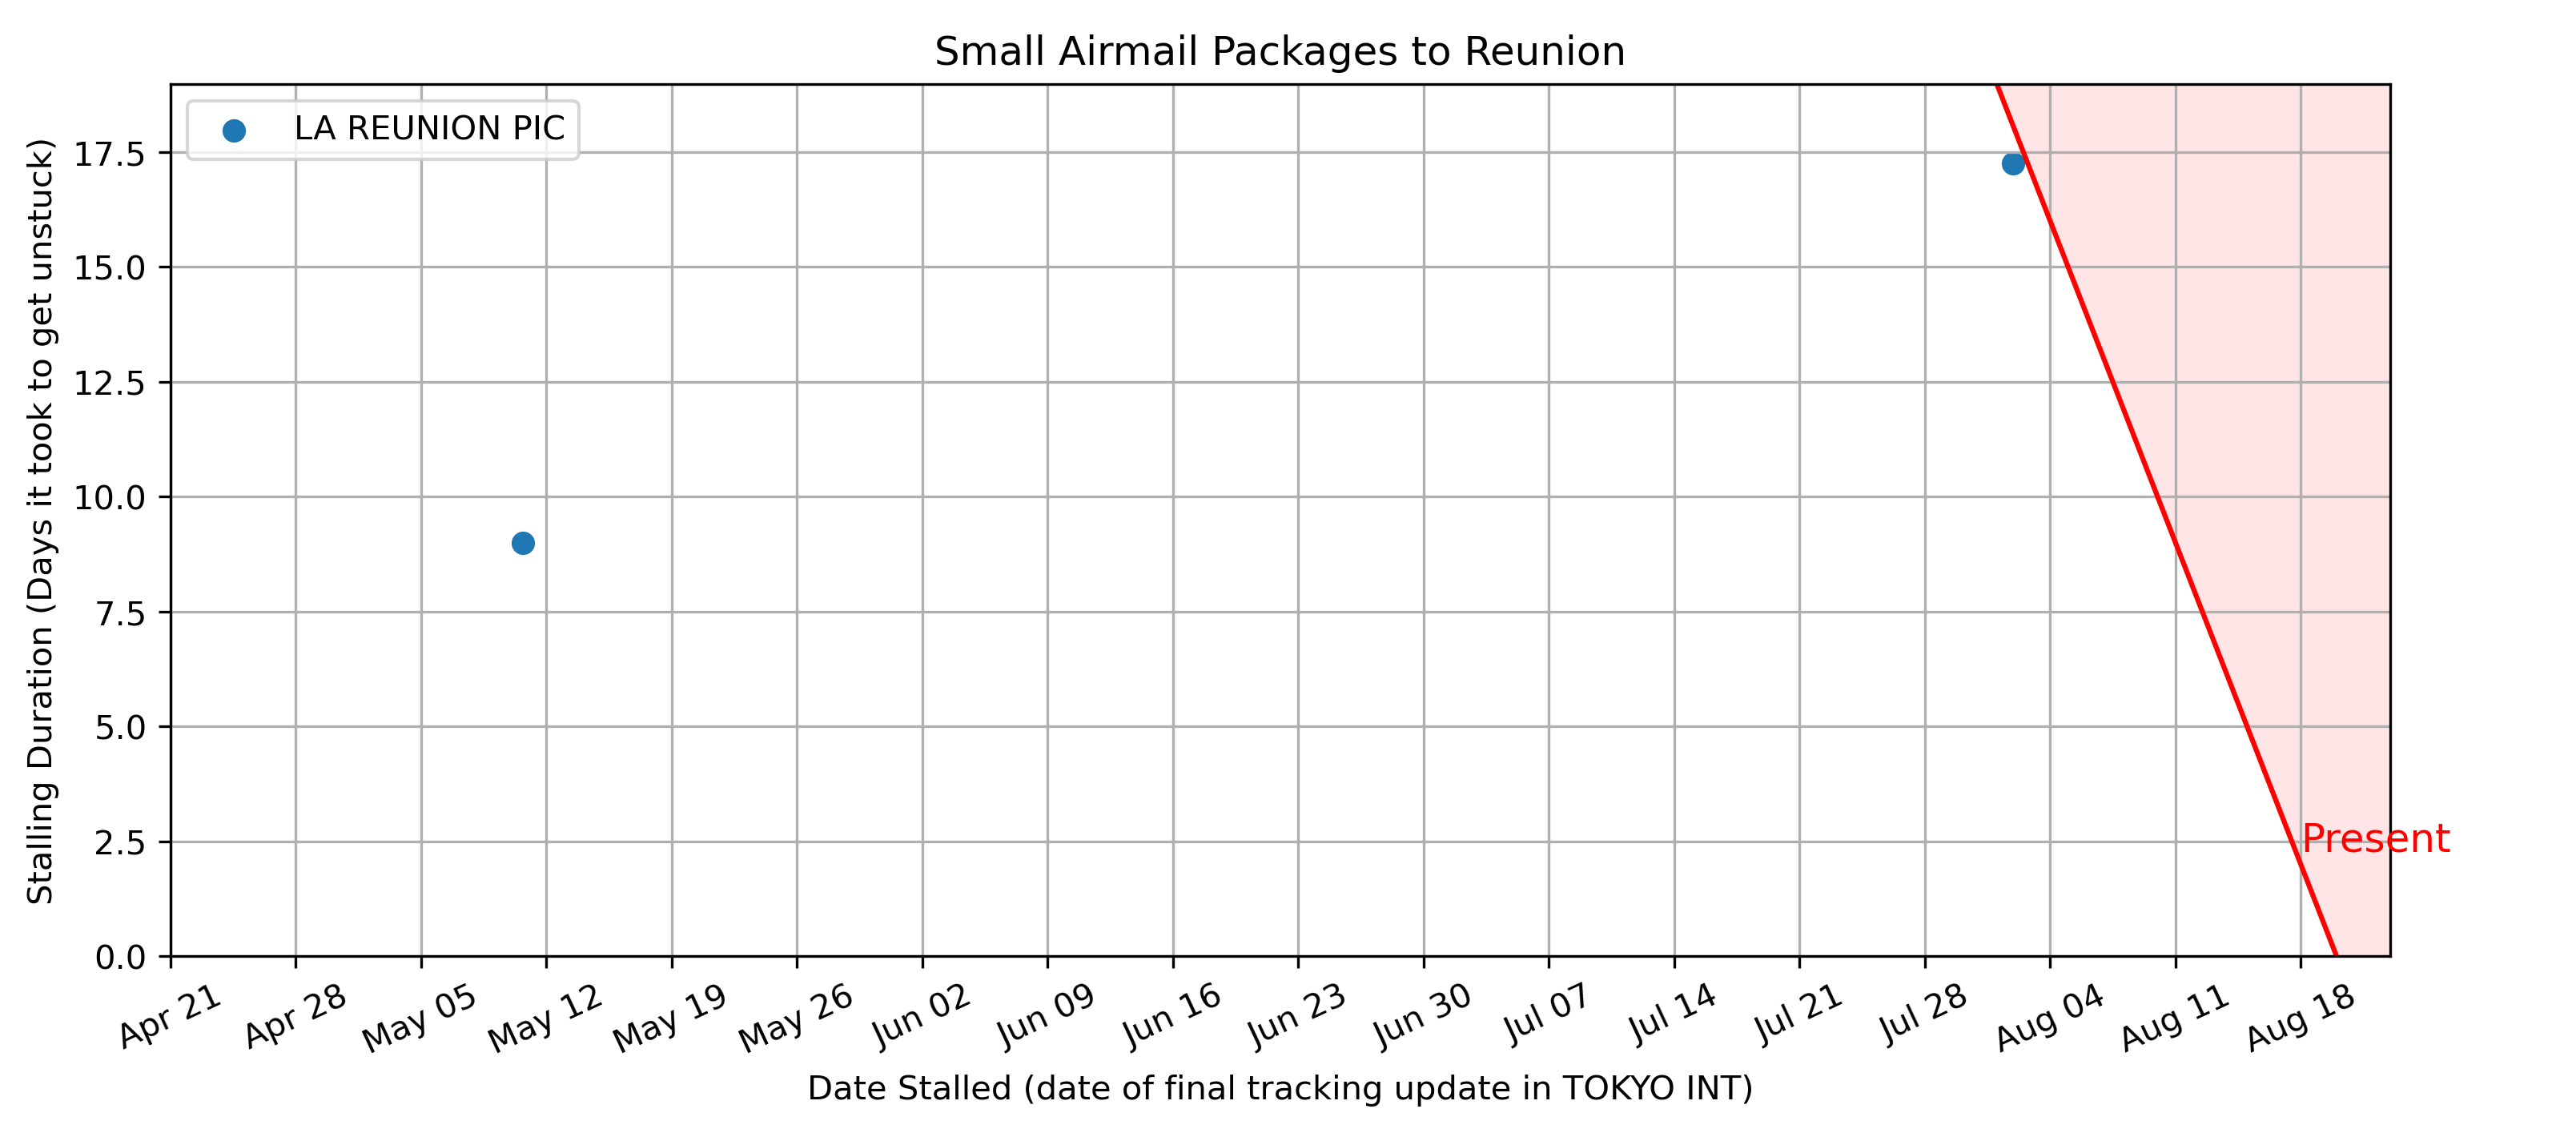 Small Airmail Packages to Reunion
LA REUNION PIC
Stalling Duration (Days it took to get unstuck)
17.5
15.0
12.5
10.0
7.5
5.0
2.5
0.0
Present
Apr 21
Apr 28
May 05
May 12
May 19
May 26
Jun 02
Jun 09
Jun 16
Jun 23
Jun 30
Jul 07
Jul 14
Jul 21
Jul 28
Aug 04
Aug 11
Aug 18
Date Stalled (date of final tracking update in TOKYO INT)